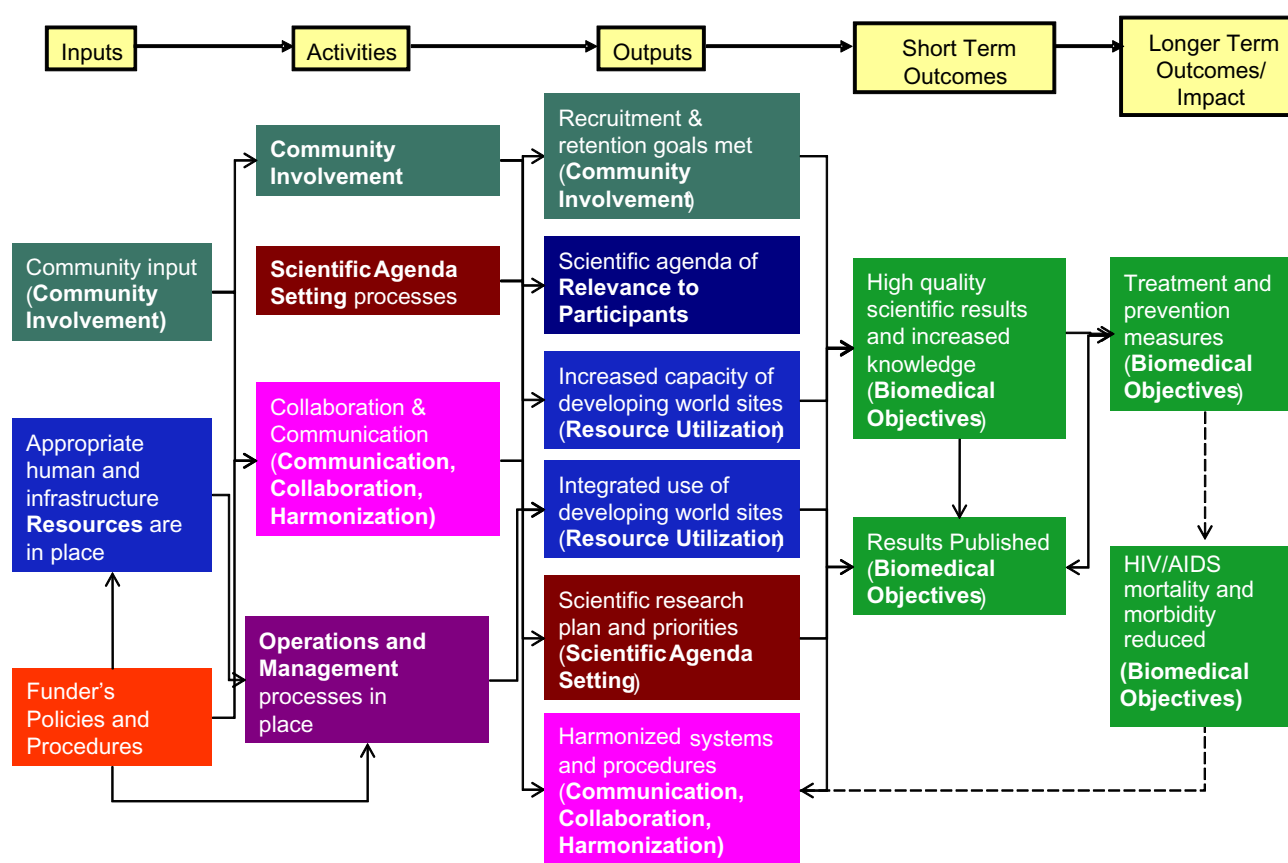 Inputs
Activities
Outputs
Short Term
Outcomes
Longer Term
Outcomes/
Impact
Community input
(Community
Involvement)
Appropriate
human and
infrastructure
Resources are
in place
Funder's
Policies and
Procedures
Community
Involvement
Scientific Agenda
Setting processes
Collaboration &
Communication
(Communication,
Collaboration,
Harmonization)
Operations and
Management
processes in
place
Recruitment &
retention goals met
(Community
Involvement)
Scientific agenda of
Relevance to
Participants
Increased capacity of
developing world sites
(Resource Utilization)
Integrated use of
developing world sites
(Resource Utilization)
Scientific research
plan and priorities
(Scientific Agenda
Setting)
Harmonized systems
and procedures
(Communication,
Collaboration,
Harmonization)
High quality
scientific results
and increased
knowledge
(Biomedical
Objectives)
Results Published
(Biomedical
Objectives)
Treatment and
prevention
measures
(Biomedical
Objectives)
HIV/AIDS
mortality and
morbidity
reduced
(Biomedical
Objectives)